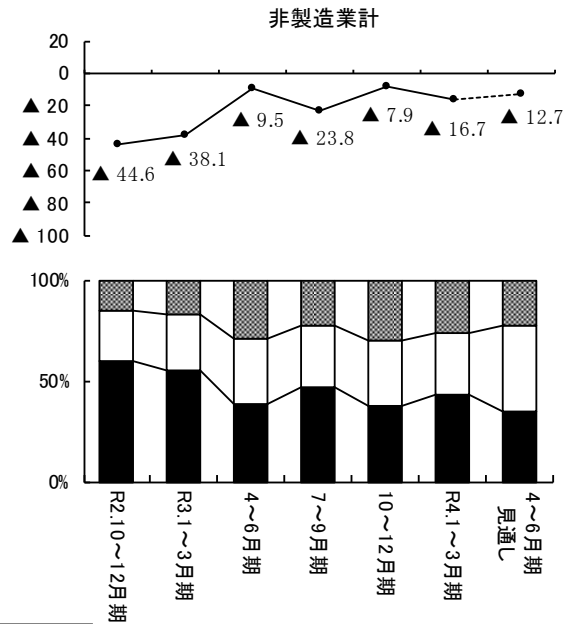 非製造業計
20
0
▲ 20
▲ 40
▲ 60
▲ 80
▲ 100
▲ 44.6
▲ 38.1
▲ 9.5
▲ 23.8
▲ 7.9
▲ 16.7
▲ 12.7
100%
50%
0%
R2.10～12月期
R3.1～3月期
4～6月期
7～9月期
10～12月期
R4.1～3月期
4～6月期
見通し